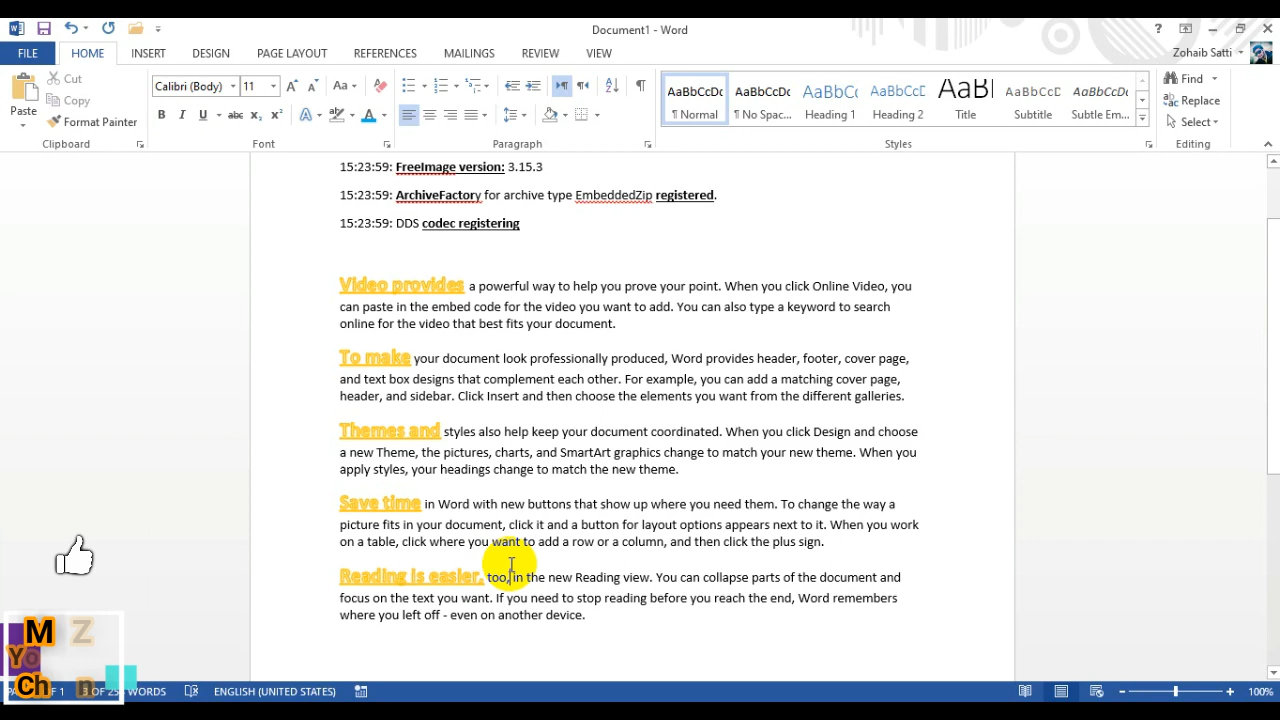 Document1 - Word
Zohaib Satti
FILE HOME INSERT DESIGN PAGE LAYOUT REFERENCES MAILINGS REVIEW VIEW
Paste
Cut
Copy
Format Painter
Clipboard
Calibri (Body) 11
Font
Paragraph
AaBbCcDc AaBbCcDc AaBbCc AaBbCcD AaBI AaBbCcD AaBbCcDc
¶ Normal ¶ No Spac... Heading 1 Heading 2 Title Subtitle Subtle Em...
Styles
Find
Replace
Select
Editing
15:23:59: FreeImage version: 3.15.3
15:23:59: ArchiveFactory for archive type EmbeddedZip registered.
15:23:59: DDS codec registering
Video provides a powerful way to help you prove your point. When you click Online Video, you
can paste in the embed code for the video you want to add. You can also type a keyword to search
online for the video that best fits your document.
To make your document look professionally produced, Word provides header, footer, cover page,
and text box designs that complement each other. For example, you can add a matching cover page,
header, and sidebar. Click Insert and then choose the elements you want from the different galleries.
Themes and styles also help keep your document coordinated. When you click Design and choose
a new Theme, the pictures, charts, and SmartArt graphics change to match your new theme. When you
apply styles, your headings change to match the new theme.
Save time in Word with new buttons that show up where you need them. To change the way a
picture fits in your document, click it and a button for layout options appears next to it. When you work
on a table, click where you want to add a row or a column, and then click the plus sign.
Reading is easier, too, in the new Reading view. You can collapse parts of the document and
focus on the text you want. If you need to stop reading before you reach the end, Word remembers
where you left off - even on another device.
M Z
Yo
Ch n
OF 1 WORDS ENGLISH (UNITED STATES) 100%